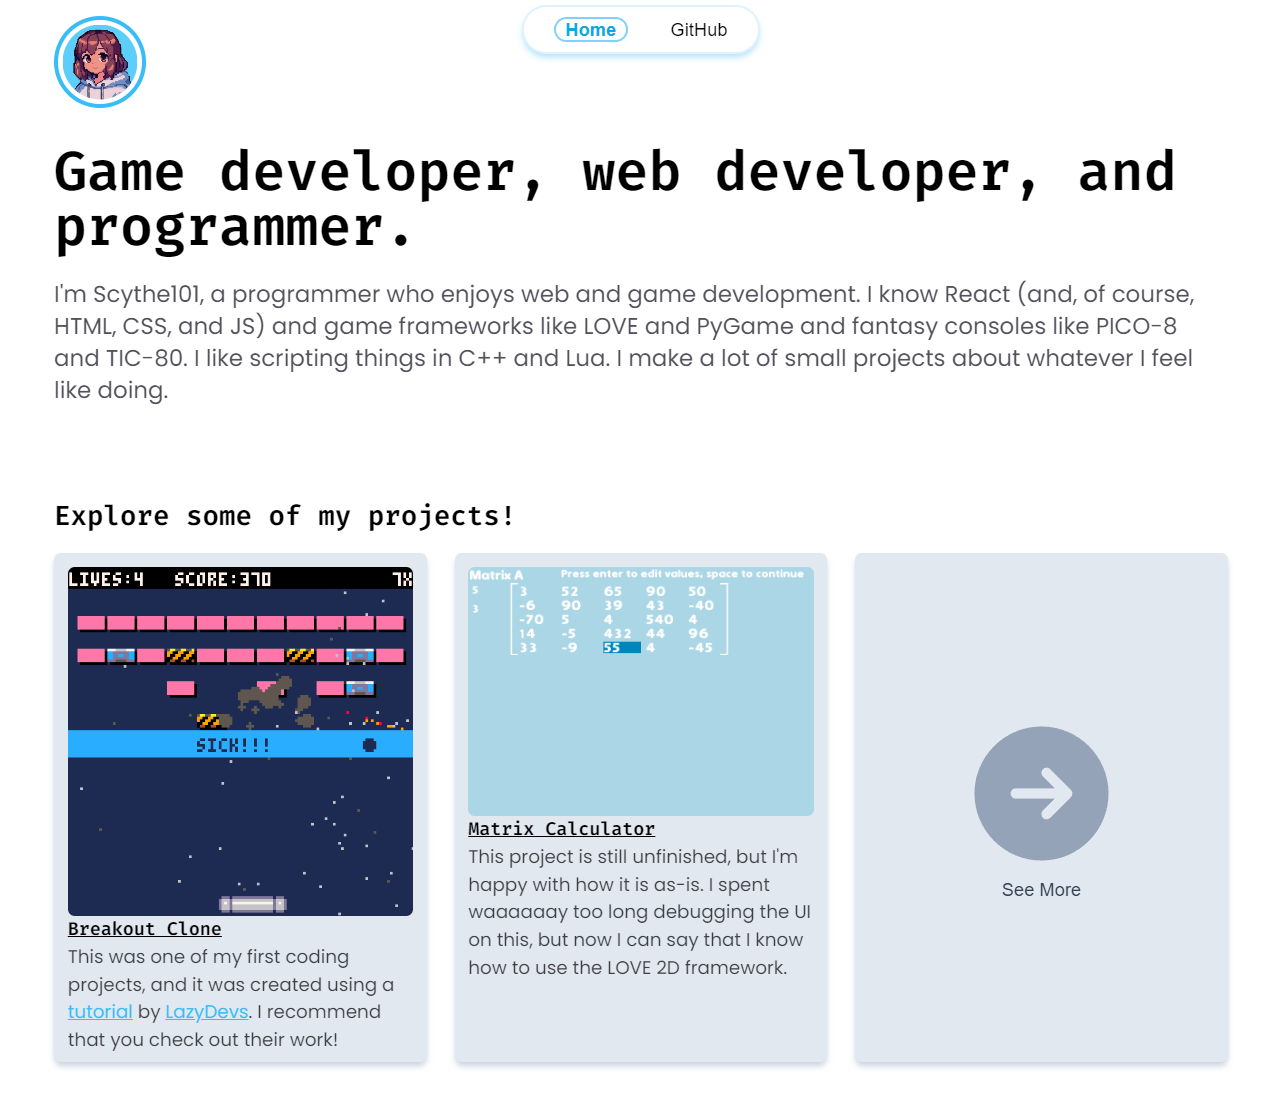 Home GitHub
Game developer, web developer, and
programmer.
I'm Scythe101, a programmer who enjoys web and game development. I know React (and, of course,
HTML, CSS, and JS) and game frameworks like LOVE and PyGame and fantasy consoles like PICO-8
and TIC-80. I like scripting things in C++ and Lua. I make a lot of small projects about whatever I feel
like doing.
Explore some of my projects!
LIVES:4 SCORE:370 7X
SICK!!!
Breakout Clone
This was one of my first coding
projects, and it was created using a
tutorial by LazyDevs. I recommend
that you check out their work!
Matrix A Press enter to edit values, space to continue
5
3
3 52 65 90 50
-6 90 39 43 -40
-70 5 4 540 4
14 -5 432 44 96
33 -9 55 4 -45
Matrix Calculator
This project is still unfinished, but I'm
happy with how it is as-is. I spent
waaaaaay too long debugging the UI
on this, but now I can say that I know
how to use the LOVE 2D framework.
See More